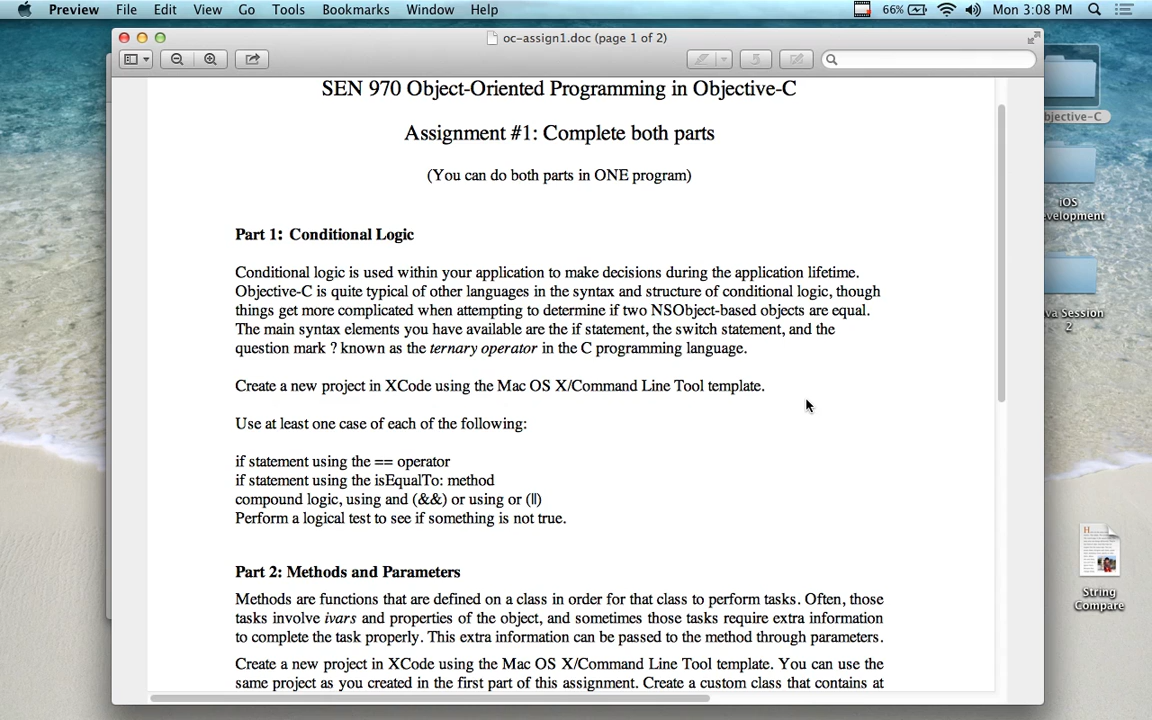 Preview File Edit View Go Tools Bookmarks Window Help 66% Mon 3:08 PM
oc-assign1.doc (page 1 of 2)
SEN 970 Object-Oriented Programming in Objective-C
Assignment #1: Complete both parts
(You can do both parts in ONE program)
Part 1: Conditional Logic
Conditional logic is used within your application to make decisions during the application lifetime.
Objective-C is quite typical of other languages in the syntax and structure of conditional logic, though
things get more complicated when attempting to determine if two NSObject-based objects are equal.
The main syntax elements you have available are the if statement, the switch statement, and the
question mark ? known as the ternary operator in the C programming language.
Create a new project in XCode using the Mac OS X/Command Line Tool template.
Use at least one case of each of the following:
if statement using the == operator
if statement using the isEqualTo: method
compound logic, using and (&&) or using or (||)
Perform a logical test to see if something is not true.
Part 2: Methods and Parameters
Methods are functions that are defined on a class in order for that class to perform tasks. Often, those
tasks involve ivars and properties of the object, and sometimes those tasks require extra information
to complete the task properly. This extra information can be passed to the method through parameters.
Create a new project in XCode using the Mac OS X/Command Line Tool template. You can use the
same project as you created in the first part of this assignment. Create a custom class that contains at
bjective-C
iOS
evelopment
va Session
2
String
Compare